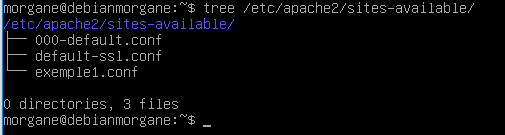 morgane@debianmorgane:~$ tree /etc/apache2/sites-available/
/etc/apache2/sites-available/
├── 000-default.conf
├── default-ssl.conf
└── exemple1.conf
0 directories, 3 files
morgane@debianmorgane:~$ _